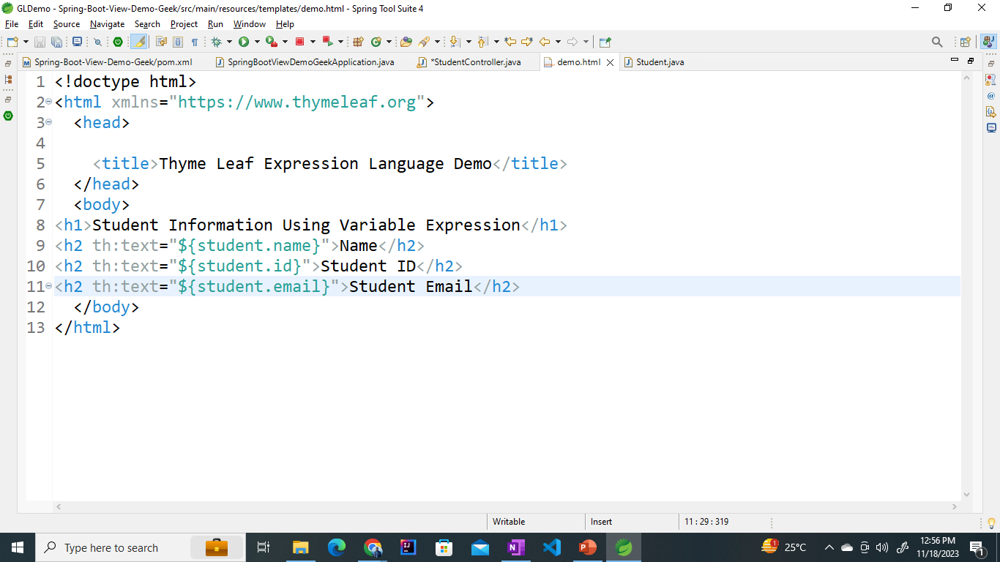 GLDemo - Spring-Boot-View-Demo-Geek/src/main/resources/templates/demo.html - Spring Tool Suite 4
File Edit Source Navigate Search Project Run Window Help
Spring-Boot-View-Demo-Geek/pom.xml SpringBootViewDemoGeekApplication.java *StudentController.java demo.html Student.java
1 <!doctype html>
2 <html xmlns="https://www.thymeleaf.org">
3 <head>
4
5 <title>Thyme Leaf Expression Language Demo</title>
6 </head>
7 <body>
8 <h1>Student Information Using Variable Expression</h1>
9 <h2 th:text="${student.name}">Name</h2>
10 <h2 th:text="${student.id}">Student ID</h2>
11 <h2 th:text="${student.email}">Student Email</h2>
12 </body>
13 </html>
Writable Insert 11 : 29 : 319
Type here to search 1 25°C 12:56 PM
11/18/2023 1